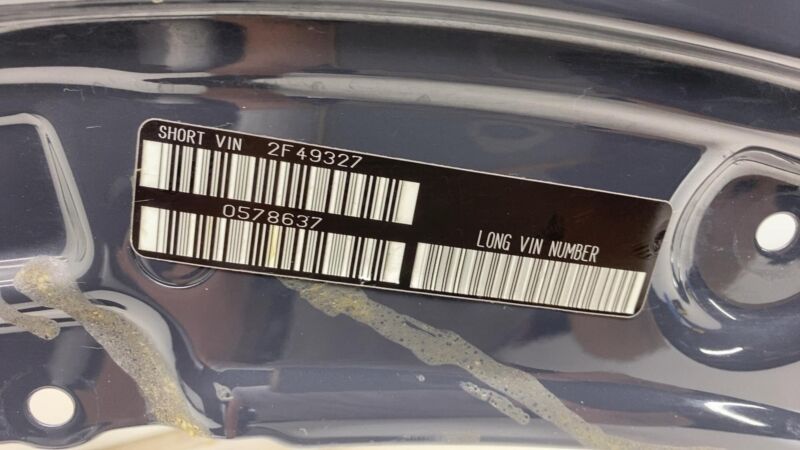 SHORT VIN 2F49327
0578637
LONG VIN NUMBER